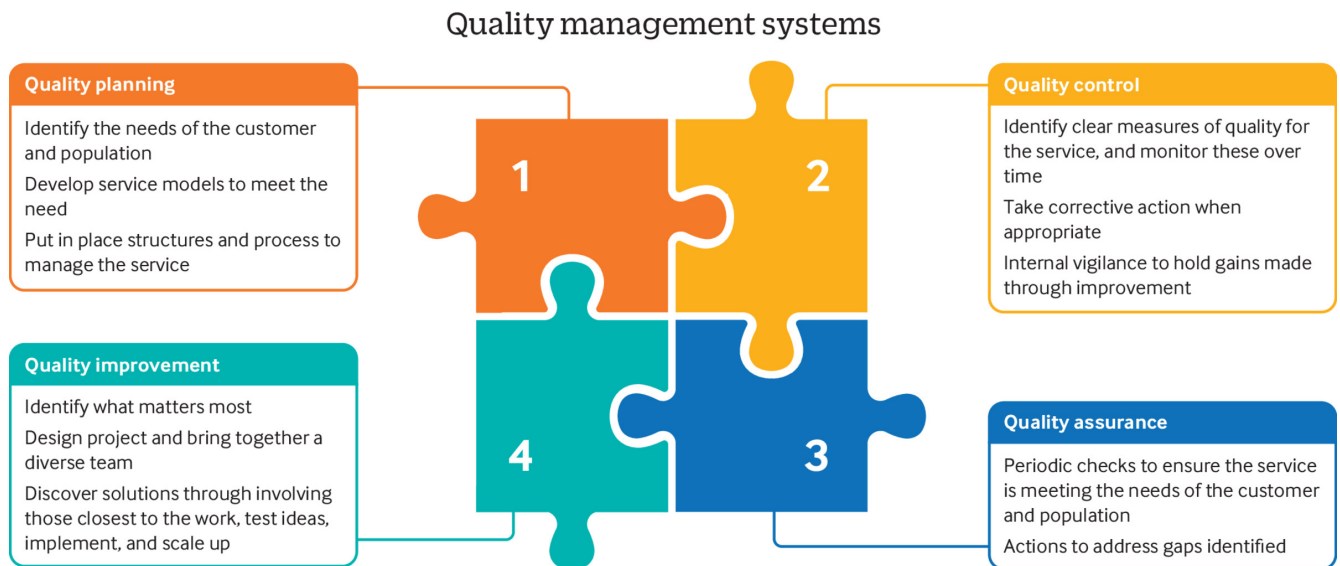 Quality management systems
Quality planning
Identify the needs of the customer
and population
Develop service models to meet the
need
Put in place structures and process to
manage the service
1
2
Quality control
Identify clear measures of quality for
the service, and monitor these over
time
Take corrective action when
appropriate
Internal vigilance to hold gains made
through improvement
Quality improvement
Identify what matters most
Design project and bring together a
diverse team
Discover solutions through involving
those closest to the work, test ideas,
implement, and scale up
4
3
Quality assurance
Periodic checks to ensure the service
is meeting the needs of the customer
and population
Actions to address gaps identified